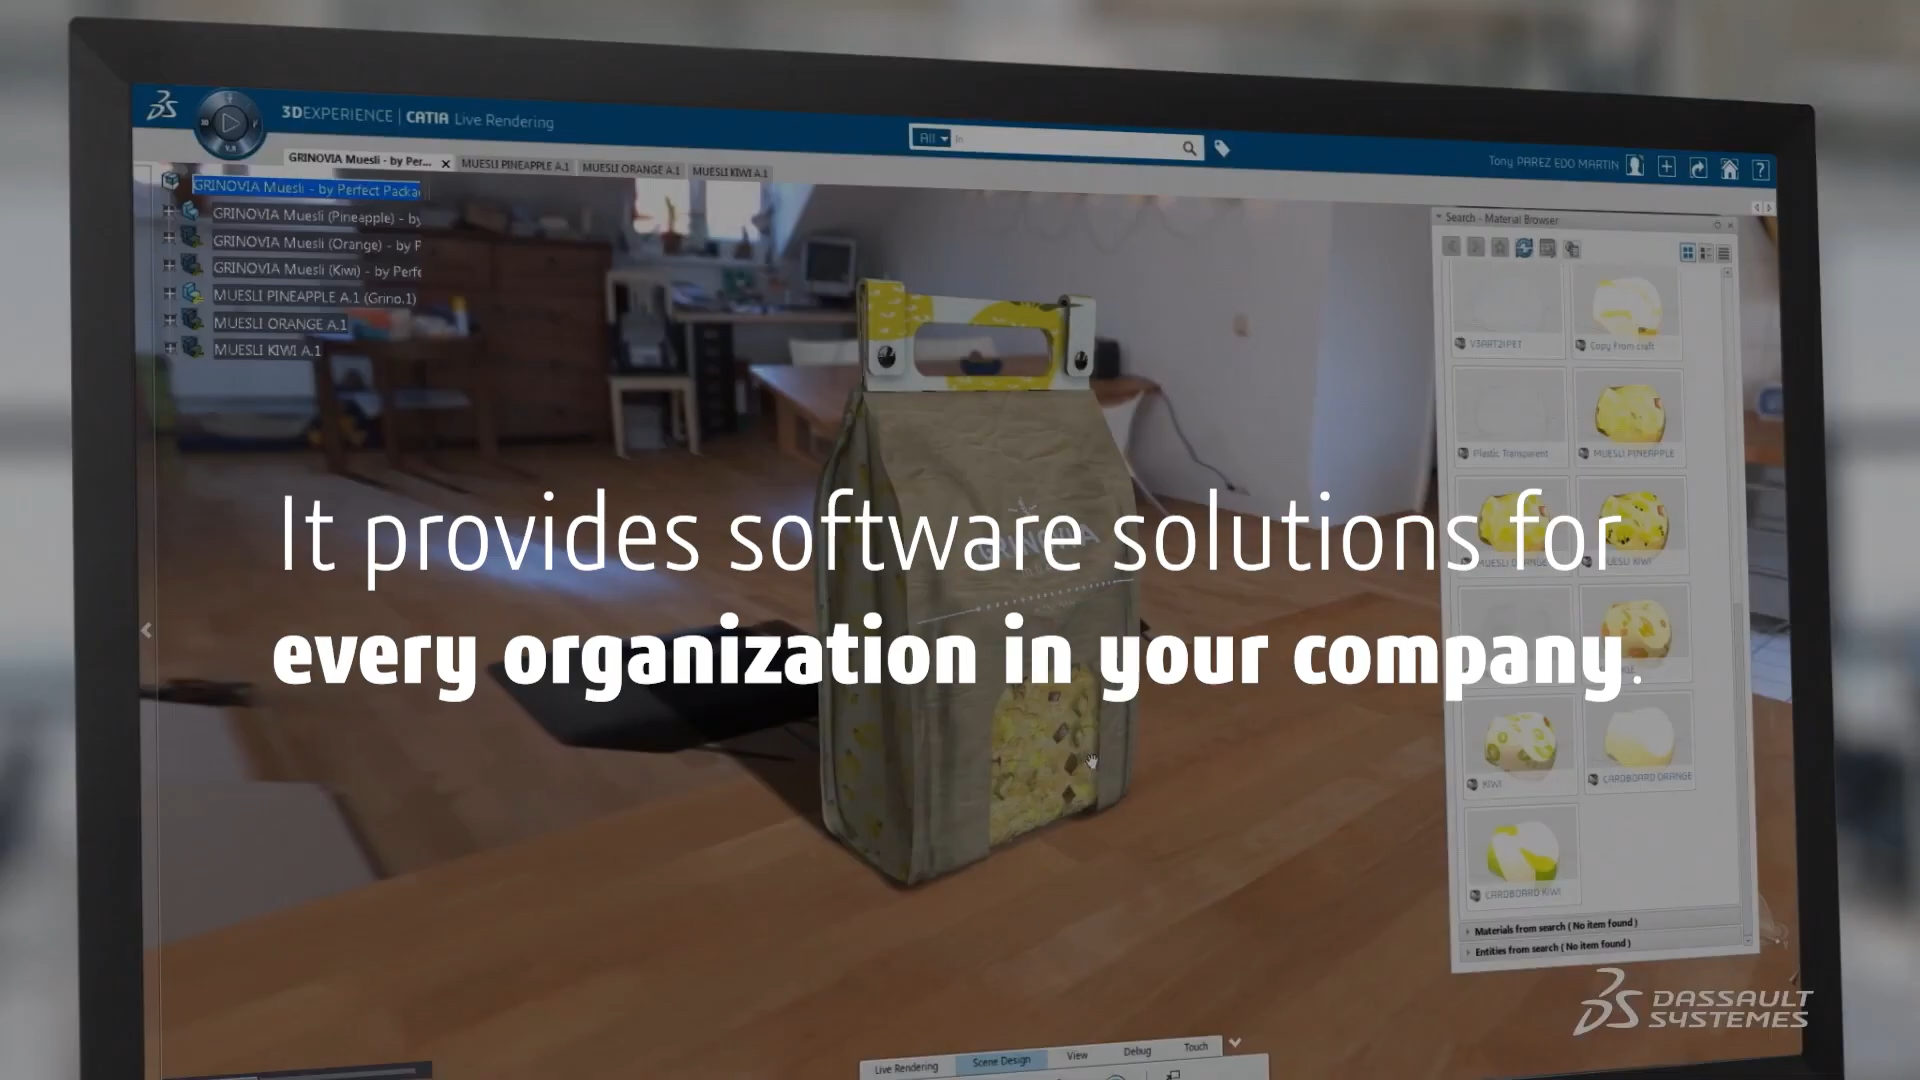 3DEXPERIENCE | CATIA Live Rendering
All
In
Tony PAREZ EDO MARTIN
GRINOVIA Muesli - by Per...
MUESLI PINEAPPLE A.1
MUESLI ORANGE A.1
MUESLI KIWI A.1
GRINOVIA Muesli - by Perfect Packa
GRINOVIA Muesli (Pineapple) - by
GRINOVIA Muesli (Orange) - by P
GRINOVIA Muesli (Kiwi) - by Perfe
MUESLI PINEAPPLE A.1 (Grino.1)
MUESLI ORANGE A.1
MUESLI KIWI A.1
Search - Material Browser
Copy From craft
Plastic Transparent
MUESLI PINEAPPLE
It provides software solutions for
every organization in your company.
KIWI
CARDBOARD ORANGE
CARDBOARD KIWI
Materials from search ( No item found )
Entities from search ( No item found )
DASSAULT
SYSTEMES
Live Rendering
Scene Design
View
Debug
Touch